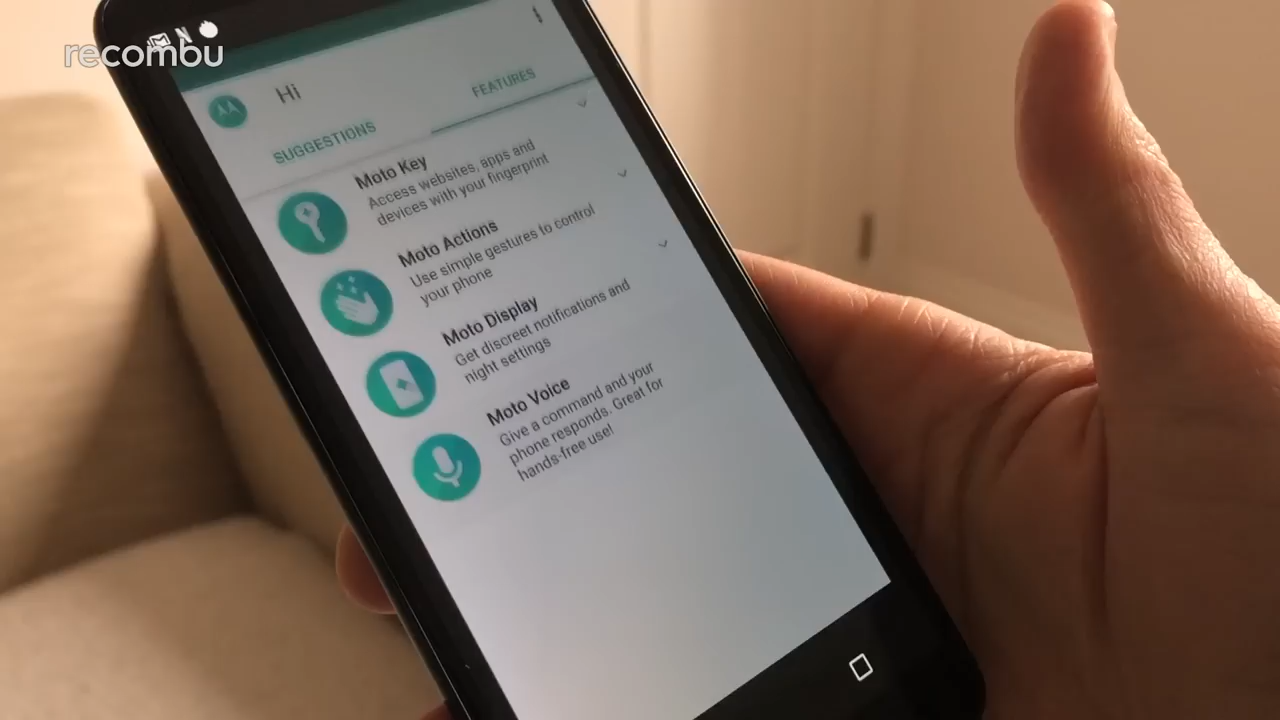 recombu
Hi
SUGGESTIONS
FEATURES
Moto Key
Access websites, apps and
devices with your fingerprint
Moto Actions
Use simple gestures to control
your phone
Moto Display
Get discreet notifications and
night settings
Moto Voice
Give a command and your
phone responds. Great for
hands-free use!